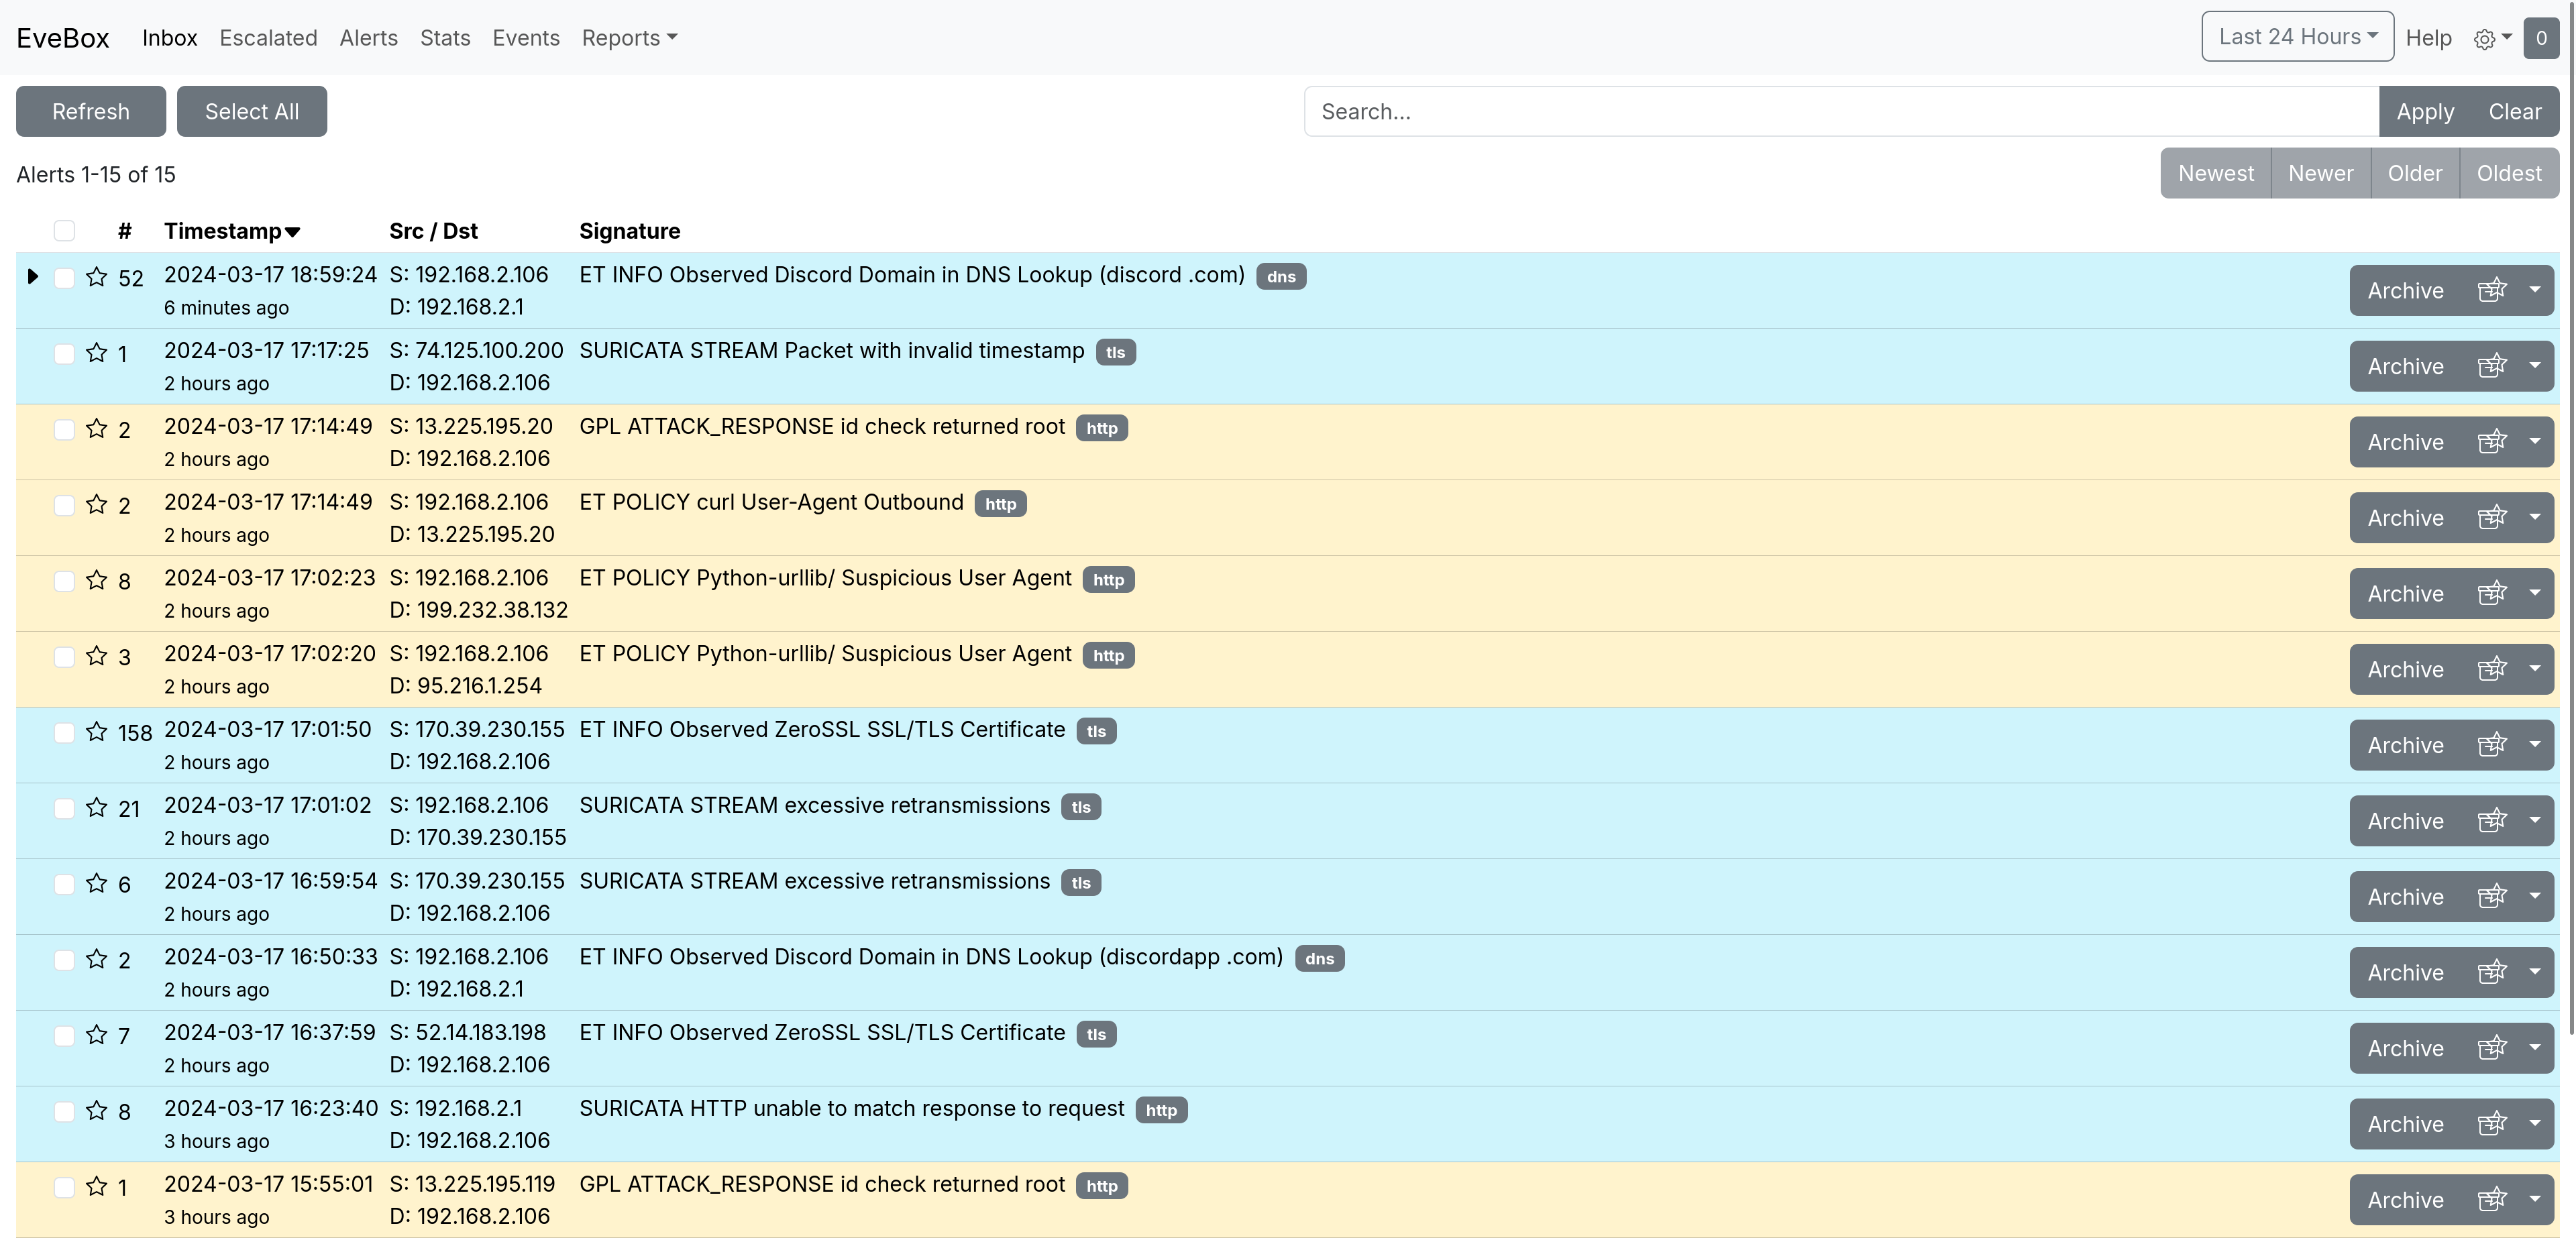 EveBox Inbox Escalated Alerts Stats Events Reports Last 24 Hours Help 0
Refresh Select All Search... Apply Clear
Alerts 1-15 of 15 Newest Newer Older Oldest
# Timestamp Src / Dst Signature
52 2024-03-17 18:59:24 S: 192.168.2.106 ET INFO Observed Discord Domain in DNS Lookup (discord .com) dns Archive
6 minutes ago D: 192.168.2.1
1 2024-03-17 17:17:25 S: 74.125.100.200 SURICATA STREAM Packet with invalid timestamp tls Archive
2 hours ago D: 192.168.2.106
2 2024-03-17 17:14:49 S: 13.225.195.20 GPL ATTACK_RESPONSE id check returned root http Archive
2 hours ago D: 192.168.2.106
2 2024-03-17 17:14:49 S: 192.168.2.106 ET POLICY curl User-Agent Outbound http Archive
2 hours ago D: 13.225.195.20
8 2024-03-17 17:02:23 S: 192.168.2.106 ET POLICY Python-urllib/ Suspicious User Agent http Archive
2 hours ago D: 199.232.38.132
3 2024-03-17 17:02:20 S: 192.168.2.106 ET POLICY Python-urllib/ Suspicious User Agent http Archive
2 hours ago D: 95.216.1.254
158 2024-03-17 17:01:50 S: 170.39.230.155 ET INFO Observed ZeroSSL SSL/TLS Certificate tls Archive
2 hours ago D: 192.168.2.106
21 2024-03-17 17:01:02 S: 192.168.2.106 SURICATA STREAM excessive retransmissions tls Archive
2 hours ago D: 170.39.230.155
6 2024-03-17 16:59:54 S: 170.39.230.155 SURICATA STREAM excessive retransmissions tls Archive
2 hours ago D: 192.168.2.106
2 2024-03-17 16:50:33 S: 192.168.2.106 ET INFO Observed Discord Domain in DNS Lookup (discordapp .com) dns Archive
2 hours ago D: 192.168.2.1
7 2024-03-17 16:37:59 S: 52.14.183.198 ET INFO Observed ZeroSSL SSL/TLS Certificate tls Archive
2 hours ago D: 192.168.2.106
8 2024-03-17 16:23:40 S: 192.168.2.1 SURICATA HTTP unable to match response to request http Archive
3 hours ago D: 192.168.2.106
1 2024-03-17 15:55:01 S: 13.225.195.119 GPL ATTACK_RESPONSE id check returned root http Archive
3 hours ago D: 192.168.2.106